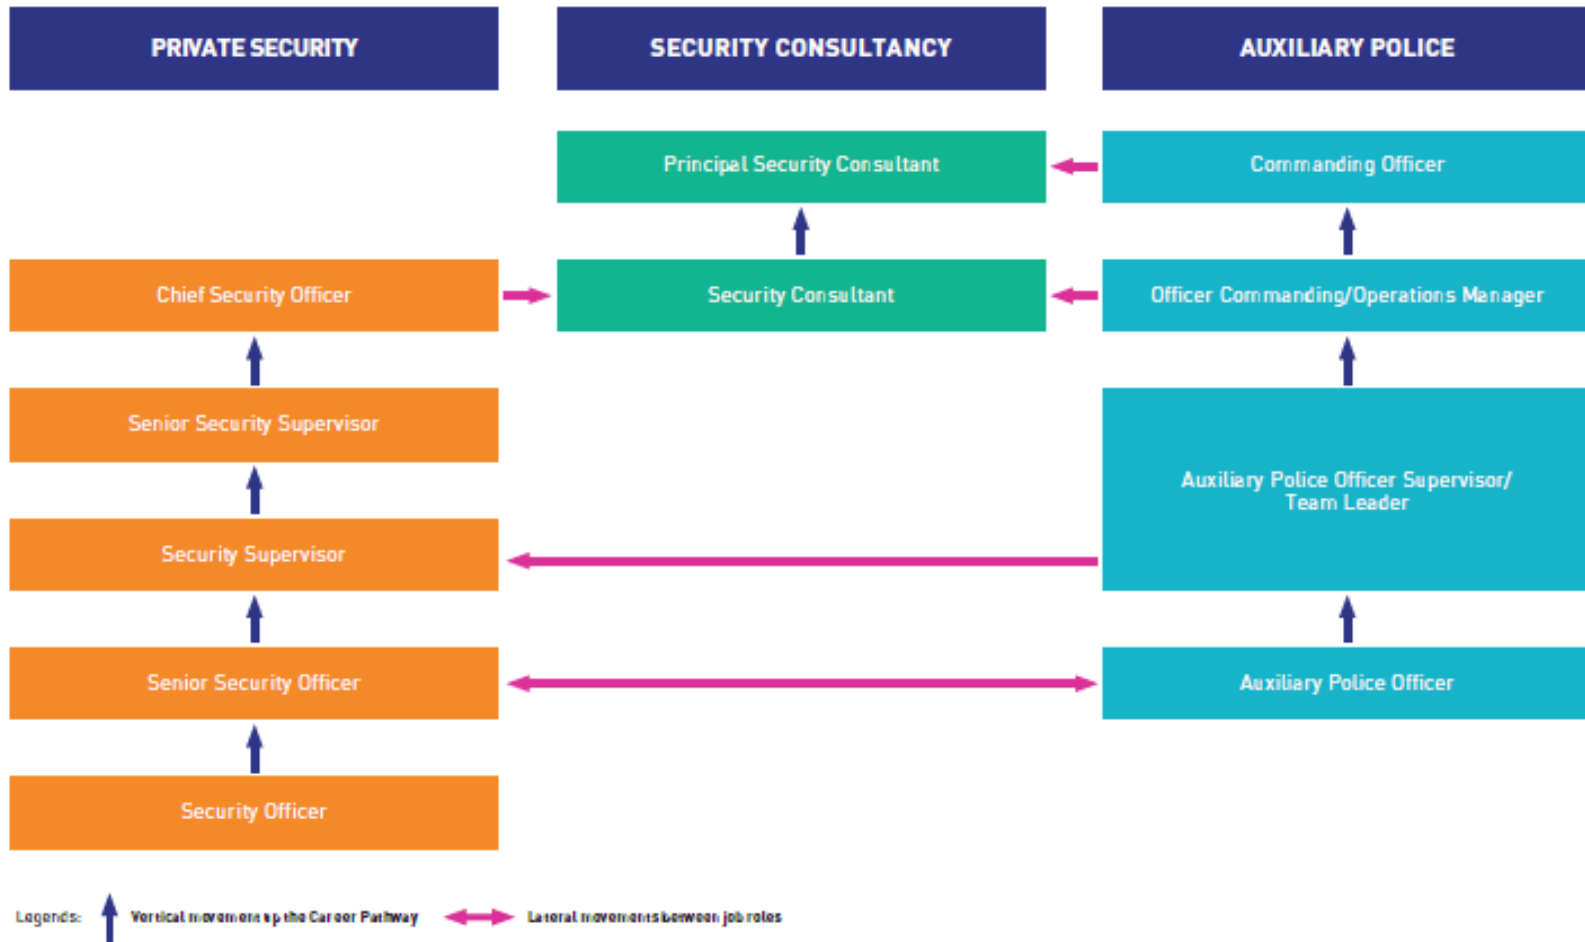 PRIVATE SECURITY
SECURITY CONSULTANCY
AUXILIARY POLICE
Principal Security Consultant
Commanding Officer
Chief Security Officer
Security Consultant
Officer Commanding/Operations Manager
Senior Security Supervisor
Auxiliary Police Officer Supervisor/
Team Leader
Security Supervisor
Senior Security Officer
Auxiliary Police Officer
Security Officer
Legends:
Vertical movement up the Career Pathway
Lateral movements between job roles